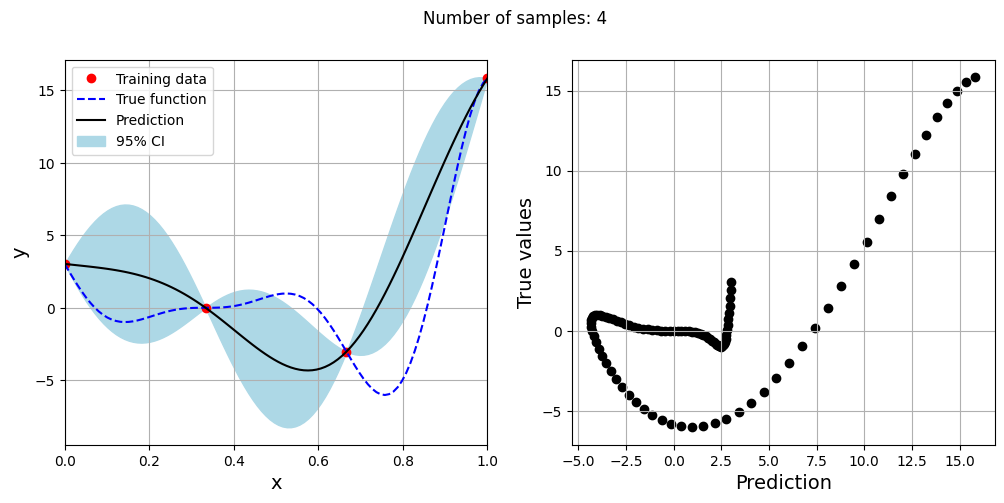 Number of samples: 4
Training data
True function
Prediction
95% CI
15
10
5
0
−5
0.0 0.2 0.4 0.6 0.8 1.0
x
y
15
10
5
0
−5
−5.0 −2.5 0.0 2.5 5.0 7.5 10.0 12.5 15.0
Prediction
True values